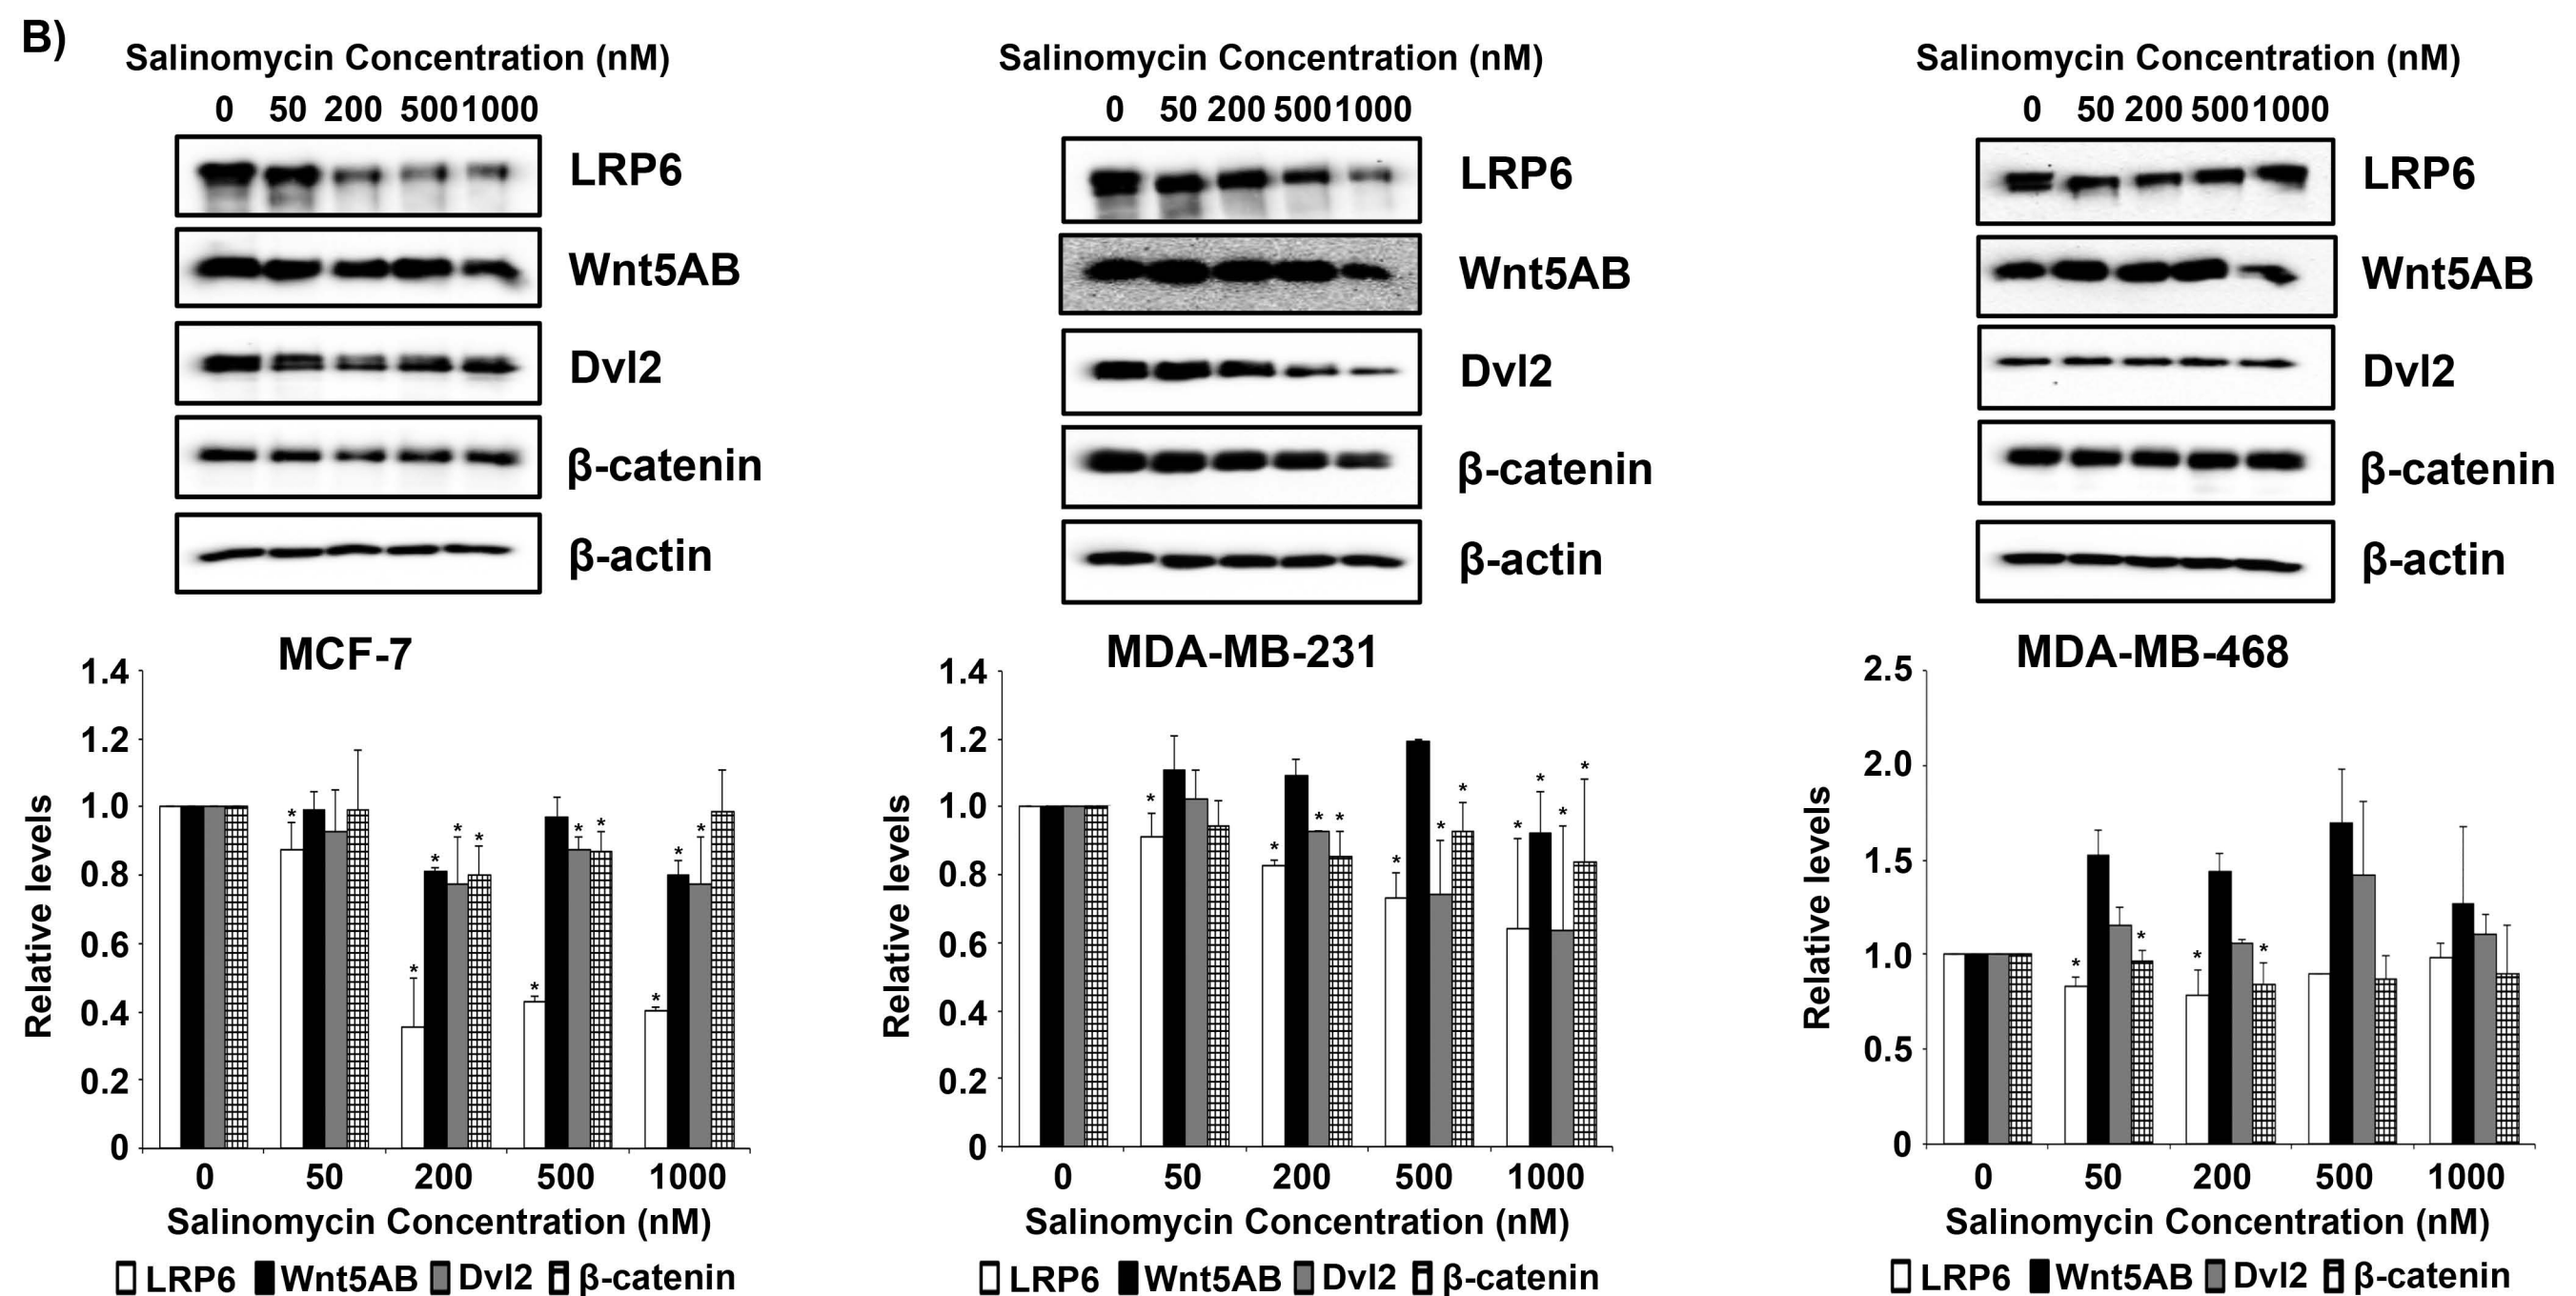 B)
Salinomycin Concentration (nM)
0 50 200 500 1000
LRP6
Wnt5AB
Dvl2
β-catenin
β-actin
MCF-7
Relative levels
1.4
1.2
1.0
0.8
0.6
0.4
0.2
0
* * * * * * * * * *
0 50 200 500 1000
Salinomycin Concentration (nM)
LRP6 Wnt5AB Dvl2 β-catenin
Salinomycin Concentration (nM)
0 50 200 500 1000
LRP6
Wnt5AB
Dvl2
β-catenin
β-actin
MDA-MB-231
Relative levels
1.4
1.2
1.0
0.8
0.6
0.4
0.2
0
* * * * * * * * * * *
0 50 200 500 1000
Salinomycin Concentration (nM)
LRP6 Wnt5AB Dvl2 β-catenin
Salinomycin Concentration (nM)
0 50 200 500 1000
LRP6
Wnt5AB
Dvl2
β-catenin
β-actin
MDA-MB-468
Relative levels
2.5
2.0
1.5
1.0
0.5
0
* * * *
0 50 200 500 1000
Salinomycin Concentration (nM)
LRP6 Wnt5AB Dvl2 β-catenin